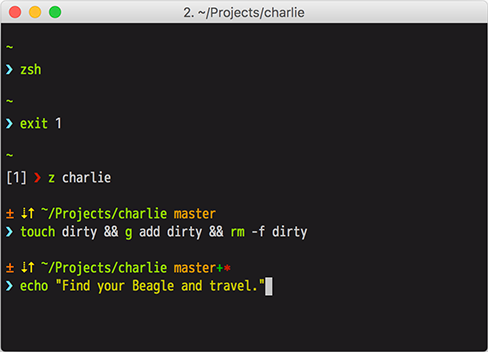 2. ~/Projects/charlie
~
❯ zsh
~
❯ exit 1
~
[1] ❯ z charlie
± ⇣⇡ ~/Projects/charlie master
❯ touch dirty && g add dirty && rm -f dirty
± ⇣⇡ ~/Projects/charlie master+*
❯ echo "Find your Beagle and travel."